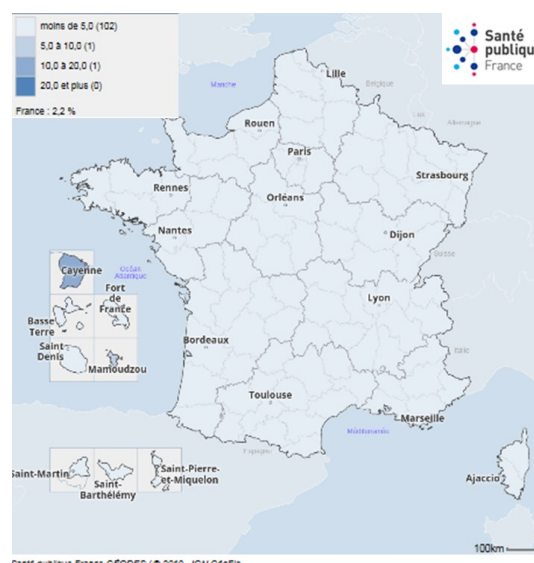 moins de 5,0 (102)
5,0 à 10,0 (1)
10,0 à 20,0 (1)
20,0 et plus (0)
France : 2,2 %
Santé
publiqu
France
Manche
Lille
Belgique
Lux
Allemagne
Rouen
Paris
Strasbourg
Rennes
Orléans
Nantes
Dijon
Suisse
Cayenne
Océan
Atlantique
Fort
de
France
Basse
Terre
Lyon
Saint-
Denis
Mamoudzou
Bordeaux
Italie
Toulouse
Marseille
Méditerranée
Espagne
Saint-Martin
Saint-
Barthélémy
Saint-Pierre-
et-Miquelon
Ajaccio
100km